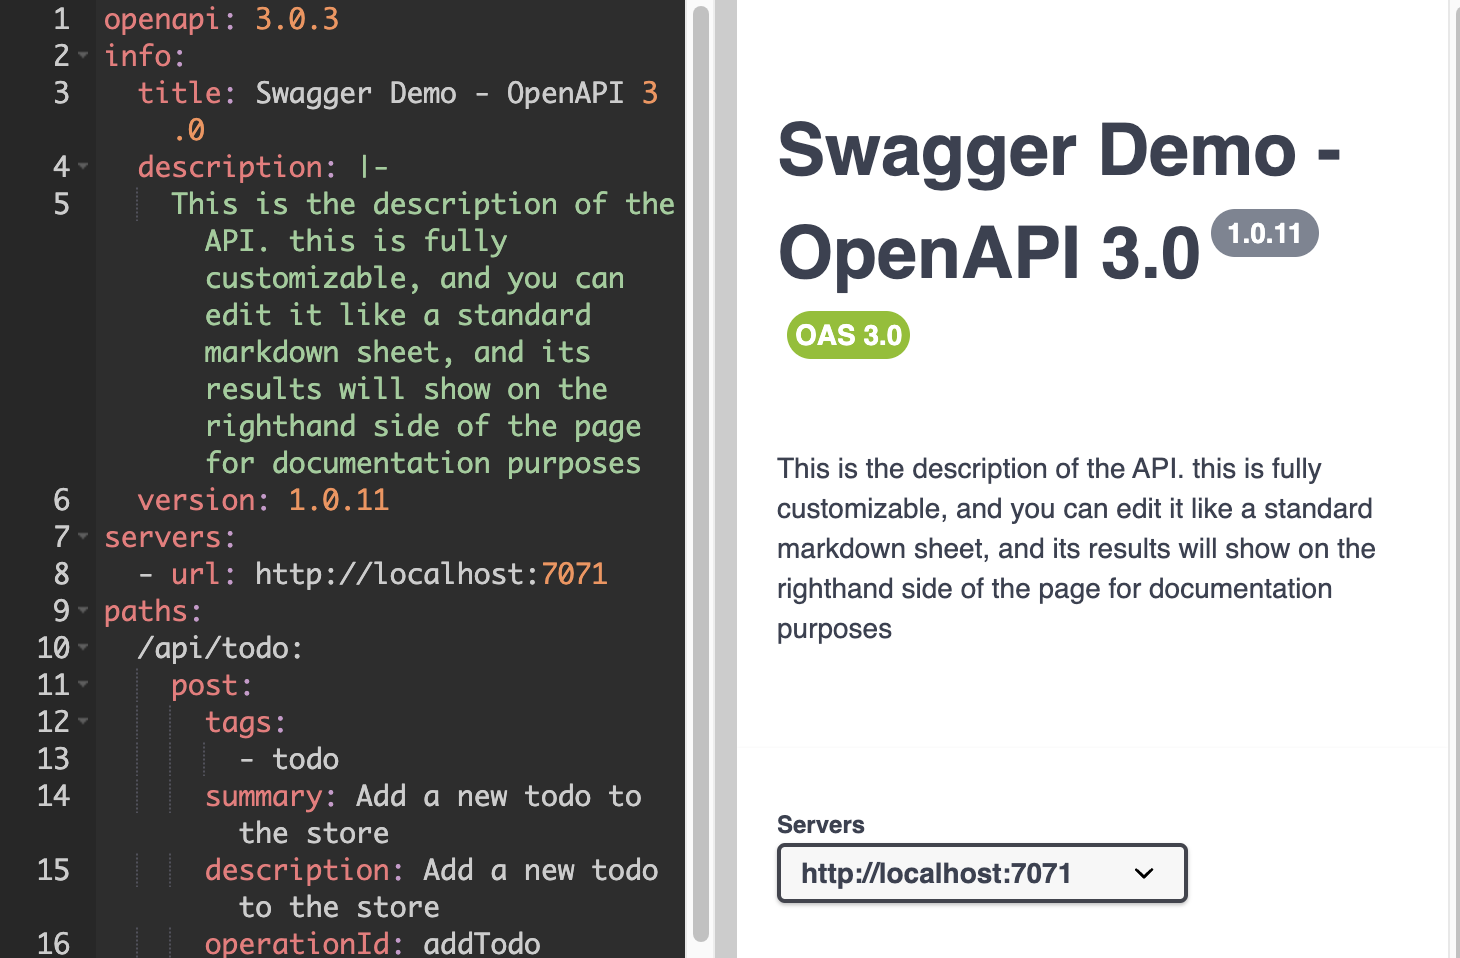 1 openapi: 3.0.3
2 info:
3 title: Swagger Demo - OpenAPI 3
.0
4 description: |-
5 This is the description of the
API. this is fully
customizable, and you can
edit it like a standard
markdown sheet, and its
results will show on the
righthand side of the page
for documentation purposes
6 version: 1.0.11
7 servers:
8 - url: http://localhost:7071
9 paths:
10 /api/todo:
11 post:
12 tags:
13 - todo
14 summary: Add a new todo to
the store
15 description: Add a new todo
to the store
16 operationId: addTodo
Swagger Demo -
OpenAPI 3.0 1.0.11
OAS 3.0
This is the description of the API. this is fully
customizable, and you can edit it like a standard
markdown sheet, and its results will show on the
righthand side of the page for documentation
purposes
Servers
http://localhost:7071